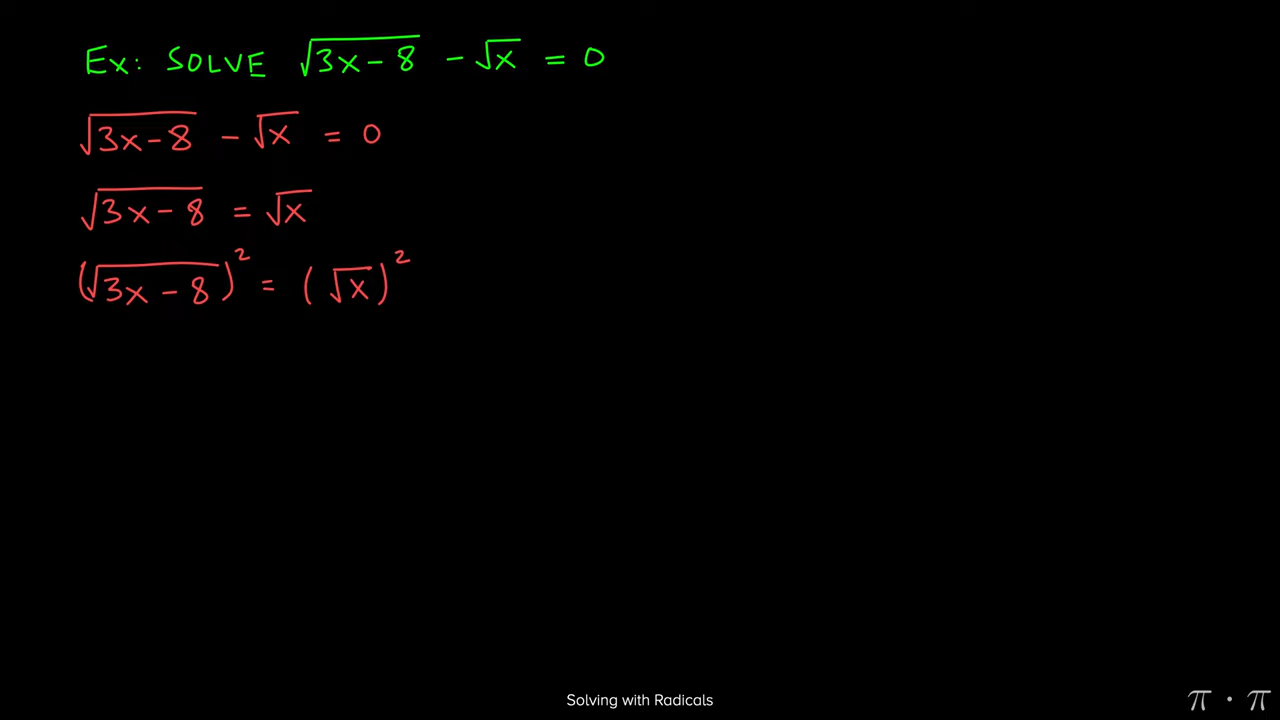 Ex: SOLVE √(3x-8) - √x = 0
√(3x-8) - √x = 0
√(3x-8) = √x
(√(3x-8))² = (√x)²
Solving with Radicals
π · π